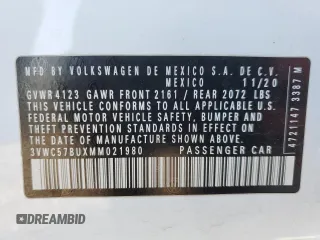 MFD. BY VOLKSWAGEN DE MEXICO S.A. DE C.V.
MEXICO 11/20
GVWR 4123 GAWR FRONT 2161 / REAR 2072 LBS
THIS VEHICLE CONFORMS TO ALL APPLICABLE
FEDERAL MOTOR VEHICLE SAFETY, BUMPER, AND
THEFT PREVENTION STANDARDS IN EFFECT ON THE
DATE OF MANUFACTURE SHOWN ABOVE
3VWC57BUXMM021980 PASSENGER CAR
4721147 3387 M